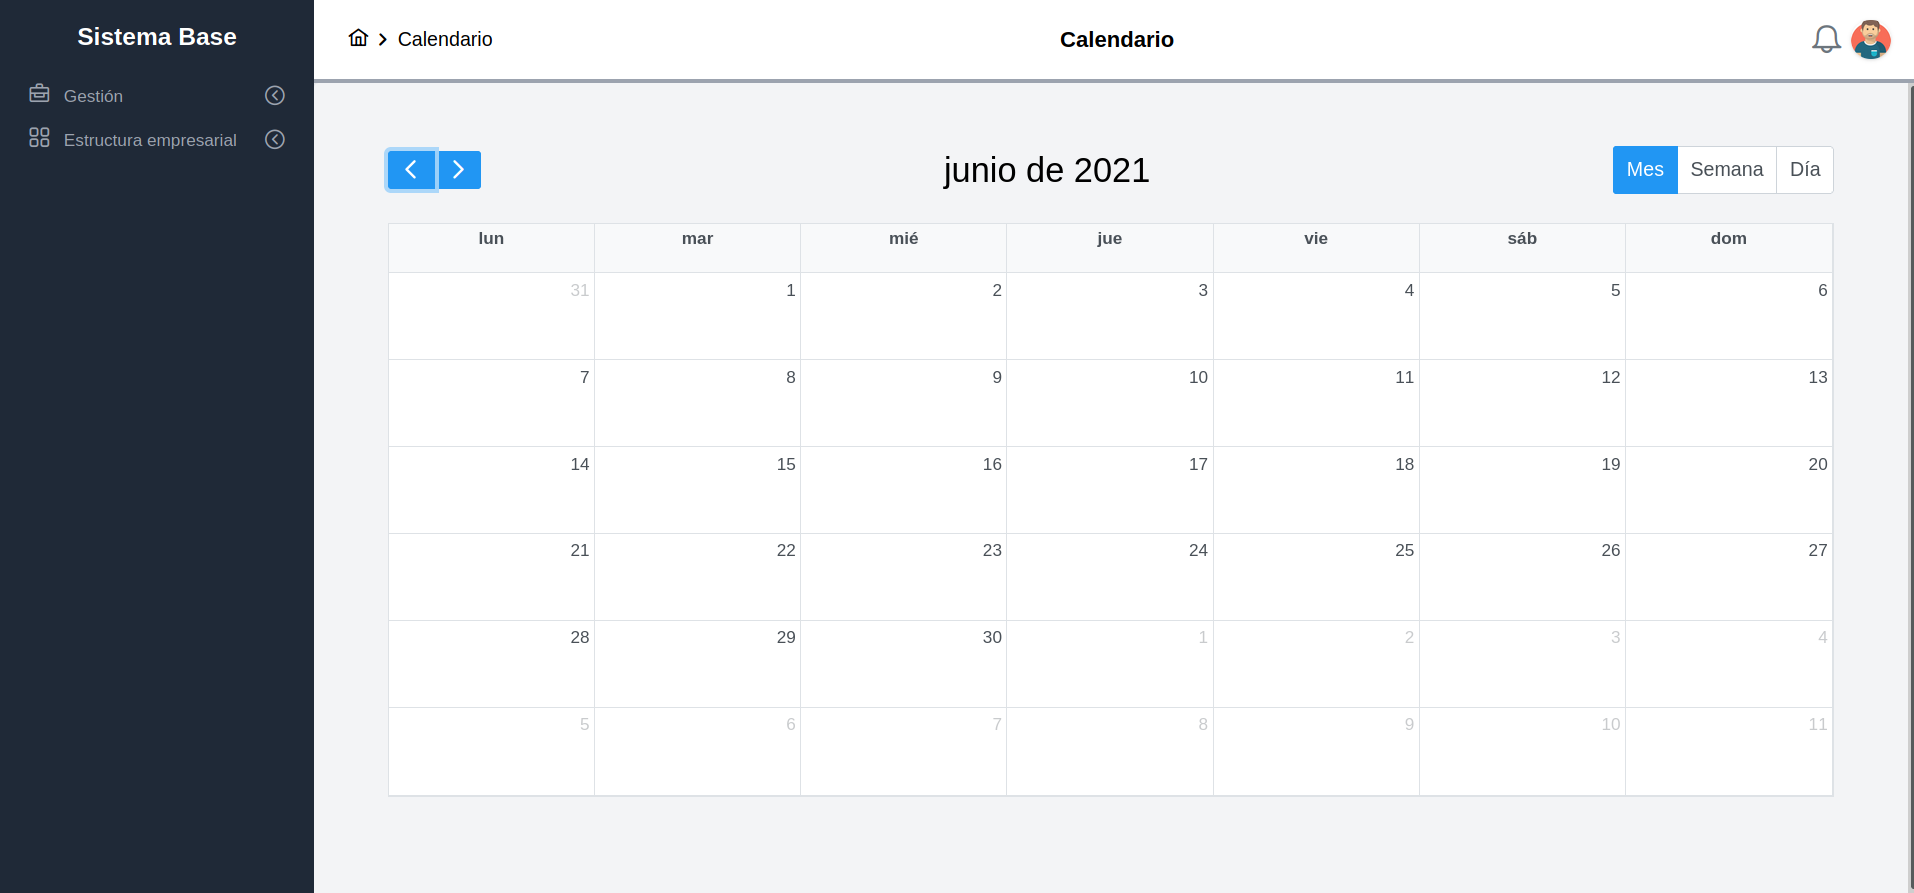 Sistema Base
Gestión
Estructura empresarial
Calendario
Calendario
junio de 2021
Mes Semana Día
lun mar mié jue vie sáb dom
31 1 2 3 4 5 6
7 8 9 10 11 12 13
14 15 16 17 18 19 20
21 22 23 24 25 26 27
28 29 30 1 2 3 4
5 6 7 8 9 10 11